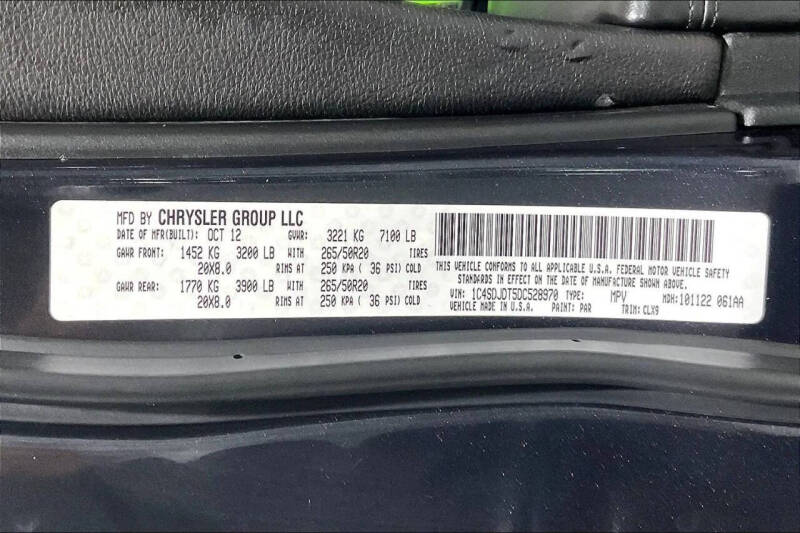 MFD BY CHRYSLER GROUP LLC
DATE OF MFR(BUILT): OCT 12 GVWR: 3221 KG 7100 LB
GAWR FRONT: 1452 KG 3200 LB WITH 265/50R20 TIRES
20X8.0 RIMS AT 250 KPA ( 36 PSI) COLD
GAWR REAR: 1770 KG 3900 LB WITH 265/50R20 TIRES
20X8.0 RIMS AT 250 KPA ( 36 PSI) COLD
THIS VEHICLE CONFORMS TO ALL APPLICABLE U.S.A. FEDERAL MOTOR VEHICLE SAFETY
STANDARDS IN EFFECT ON THE DATE OF MANUFACTURE SHOWN ABOVE.
VIN: 1C4SDJDT5DC528970 TYPE: MPV MDH: 101122 061AA
VEHICLE MADE IN U.S.A. PAINT: PAR TRIM: CLX9